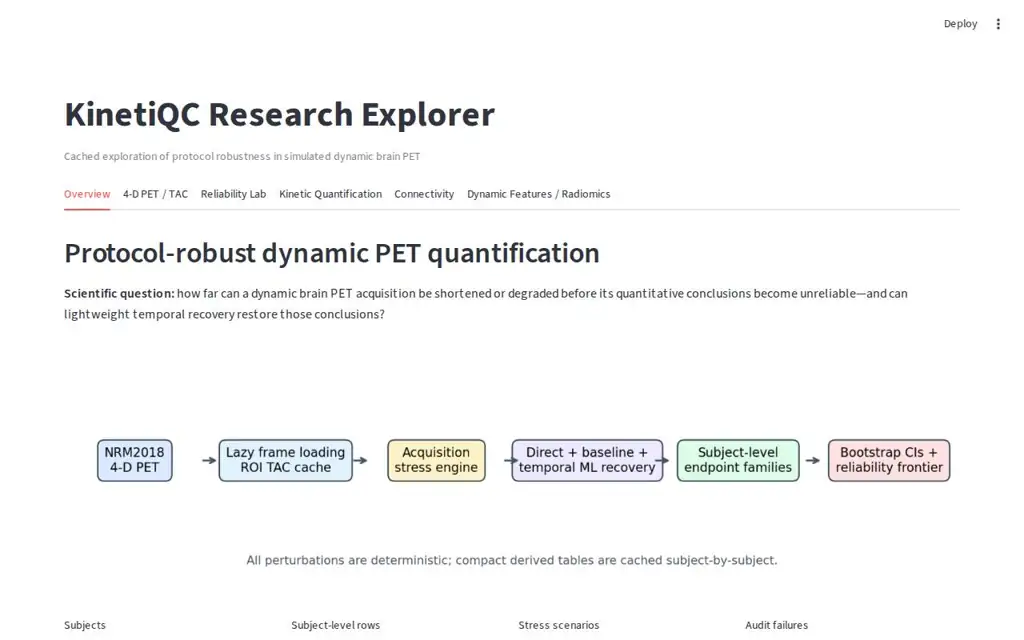 Deploy
KinetiQC Research Explorer
Cached exploration of protocol robustness in simulated dynamic brain PET
Overview 4-D PET / TAC Reliability Lab Kinetic Quantification Connectivity Dynamic Features / Radiomics
Protocol-robust dynamic PET quantification
Scientific question: how far can a dynamic brain PET acquisition be shortened or degraded before its quantitative conclusions become unreliable—and can
lightweight temporal recovery restore those conclusions?
NRM2018
4-D PET
Lazy frame loading
ROI TAC cache
Acquisition
stress engine
Direct + baseline +
temporal ML recovery
Subject-level
endpoint families
Bootstrap CIs +
reliability frontier
All perturbations are deterministic; compact derived tables are cached subject-by-subject.
Subjects Subject-level rows Stress scenarios Audit failures